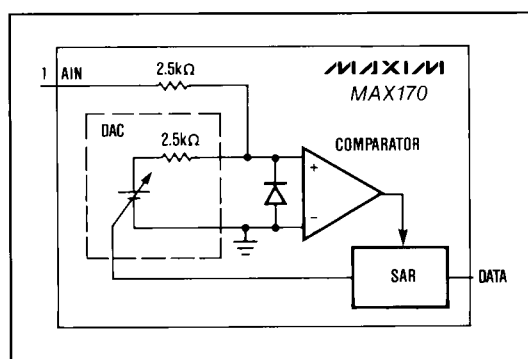 1 AIN
2.5kΩ
MAXIM
MAX170
DAC
2.5kΩ
COMPARATOR
+
−
SAR
DATA